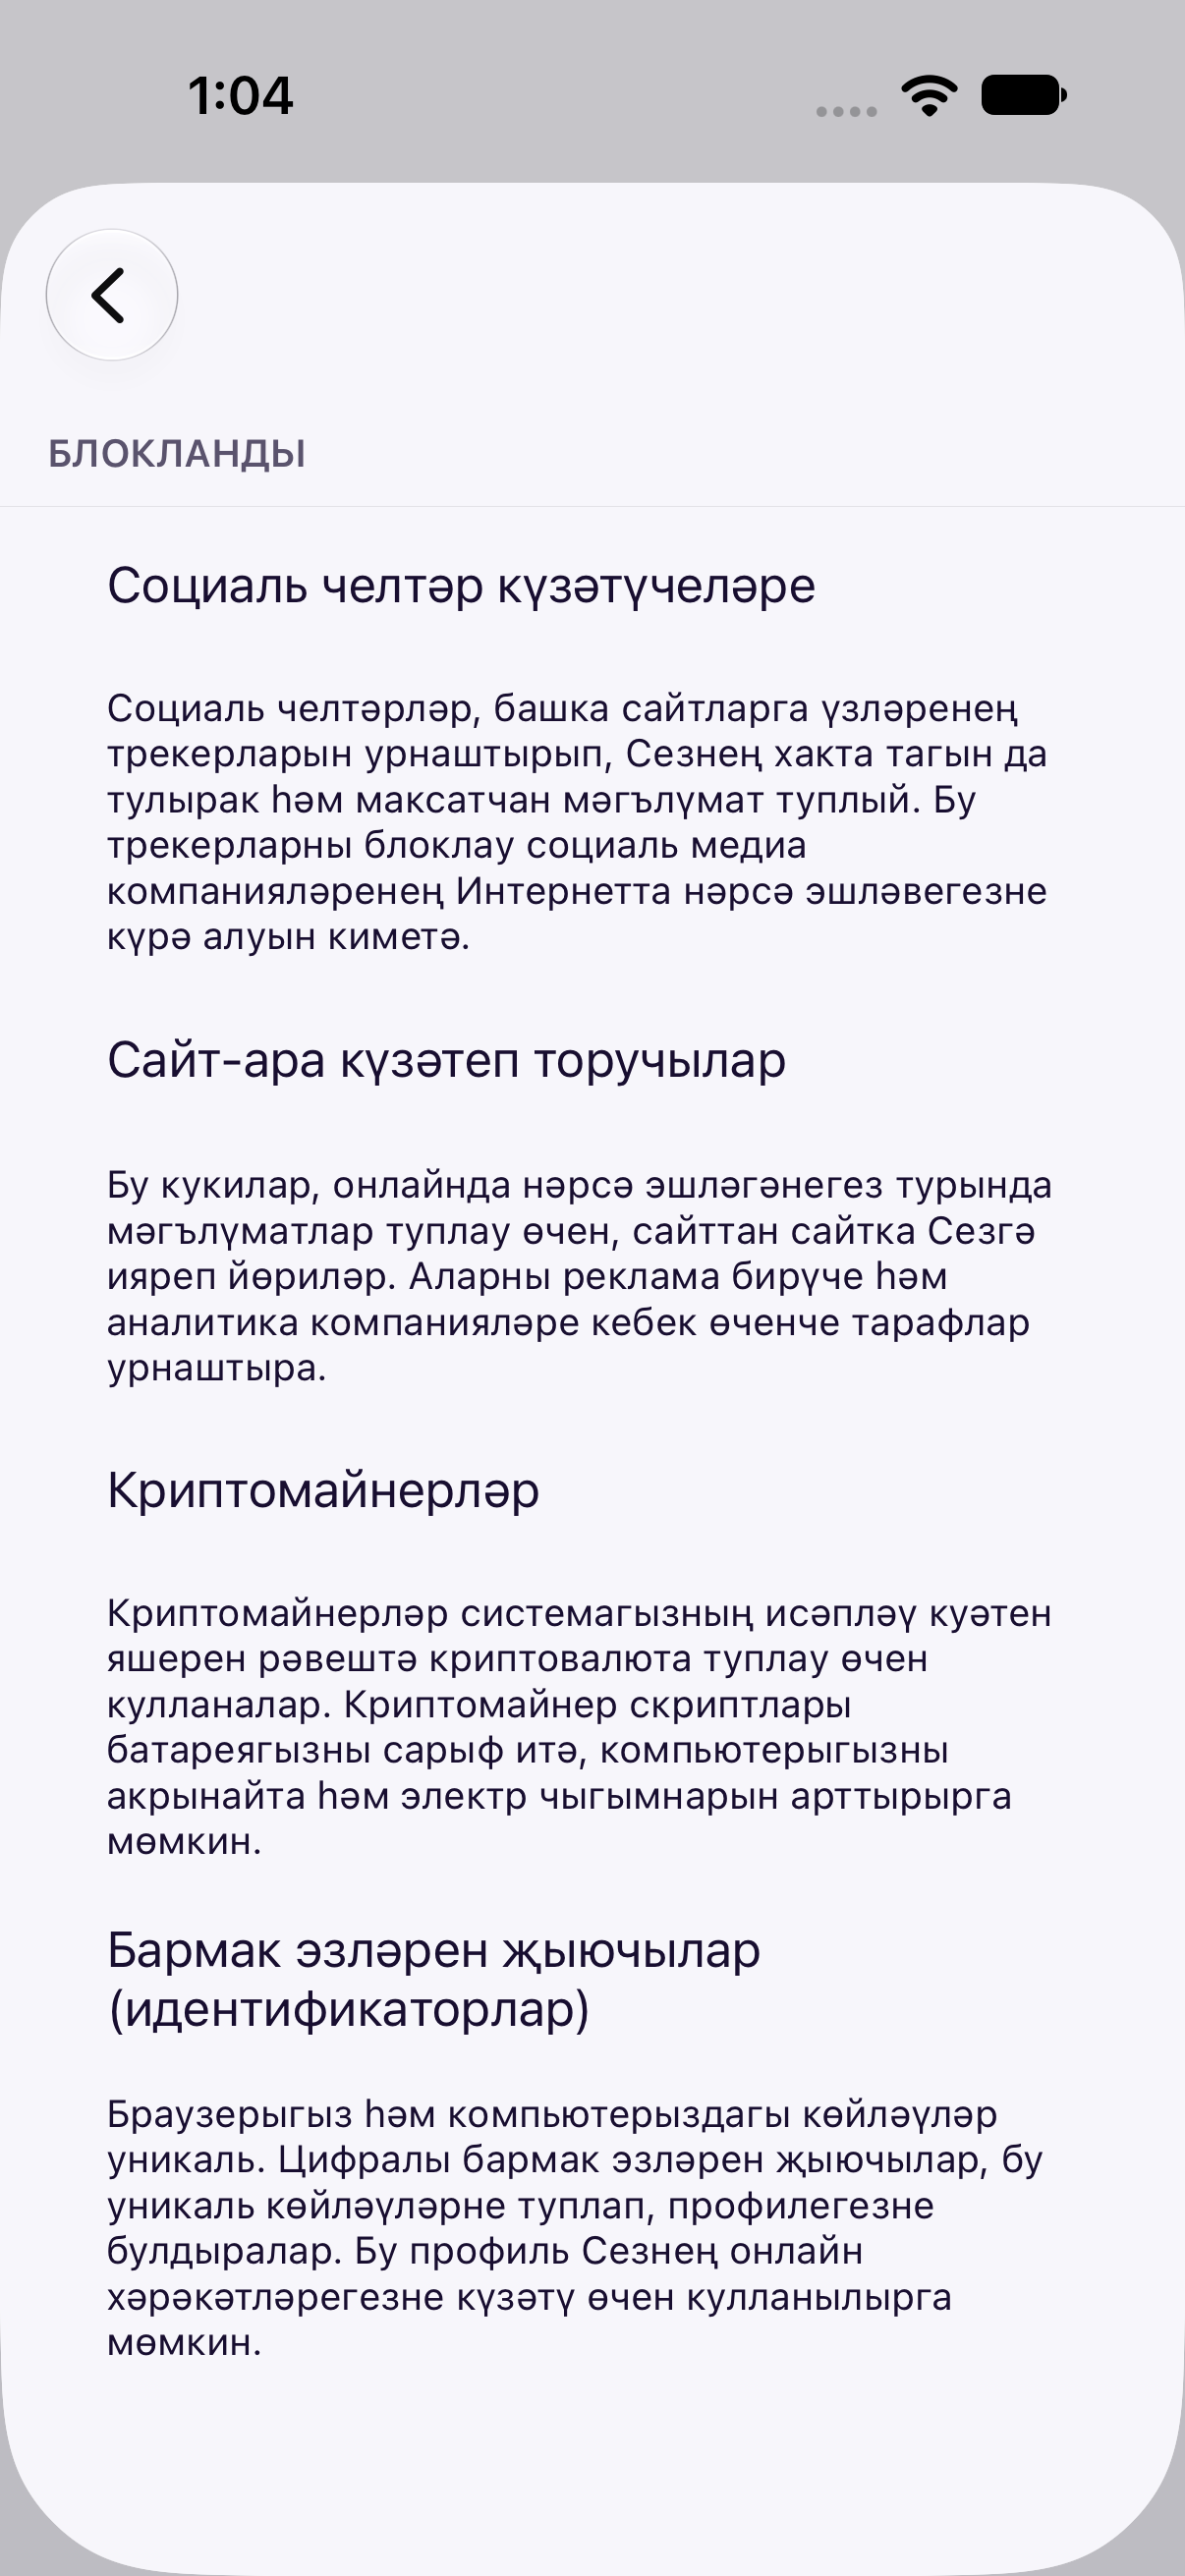 1:04
БЛОКЛАНДЫ
Социаль челтәр күзәтүчеләре
Социаль челтәрләр, башка сайтларга үзләренең
трекерларын урнаштырып, Сезнең хакта тагын да
тулырак һәм максатчан мәгълүмат туплый. Бу
трекерларны блоклау социаль медиа
компанияләренең Интернетта нәрсә эшләвегезне
күрә алуын киметә.
Сайт-ара күзәтеп торучылар
Бу кукилар, онлайнда нәрсә эшләгәнегез турында
мәгълүматлар туплау өчен, сайттан сайтка Сезгә
ияреп йөриләр. Аларны реклама бирүче һәм
аналитика компанияләре кебек өченче тарафлар
урнаштыра.
Криптомайнерләр
Криптомайнерләр системагызның исәпләү куәтен
яшерен рәвештә криптовалюта туплау өчен
кулланалар. Криптомайнер скриптлары
батареягызны сарыф итә, компьютерыгызны
акрынайта һәм электр чыгымнарын арттырырга
мөмкин.
Бармак эзләрен җыючылар
(идентификаторлар)
Браузерыгыз һәм компьютерыздагы көйләүләр
уникаль. Цифралы бармак эзләрен җыючылар, бу
уникаль көйләүләрне туплап, профилегезне
булдыралар. Бу профиль Сезнең онлайн
хәрәкәтләрегезне күзәтү өчен кулланылырга
мөмкин.